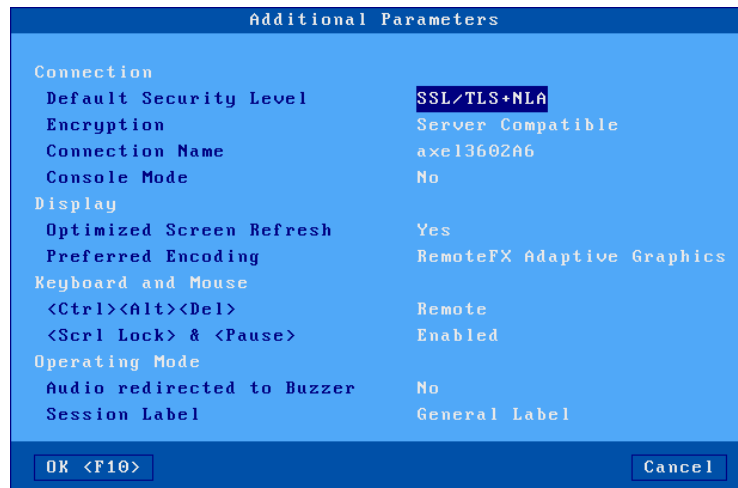 Additional Parameters
Connection
Default Security Level SSL/TLS+NLA
Encryption Server Compatible
Connection Name axel3602A6
Console Mode No
Display
Optimized Screen Refresh Yes
Preferred Encoding RemoteFX Adaptive Graphics
Keyboard and Mouse
<Ctrl><Alt><Del> Remote
<Scrl Lock> & <Pause> Enabled
Operating Mode
Audio redirected to Buzzer No
Session Label General Label
OK <F10> Cancel